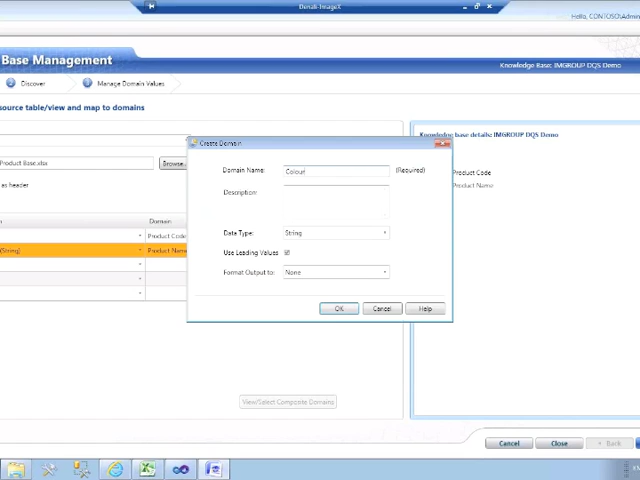 Denali-ImageX
Hello, CONTOSO\Admin
Base Management
Knowledge Base: IMGROUP DQS Demo
Discover
Manage Domain Values
source table/view and map to domains
Create Domain
Knowledge base details: IMGROUP DQS Demo
Product Base.xlsx
Browse...
as header
Domain Name:
Colour
(Required)
Product Code
Product Name
Description:
Domain
Data Type:
String
Product Code
(String)
Product Name
Use Leading Values
Format Output to:
None
OK
Cancel
Help
View/Select Composite Domains
Cancel
Close
Back